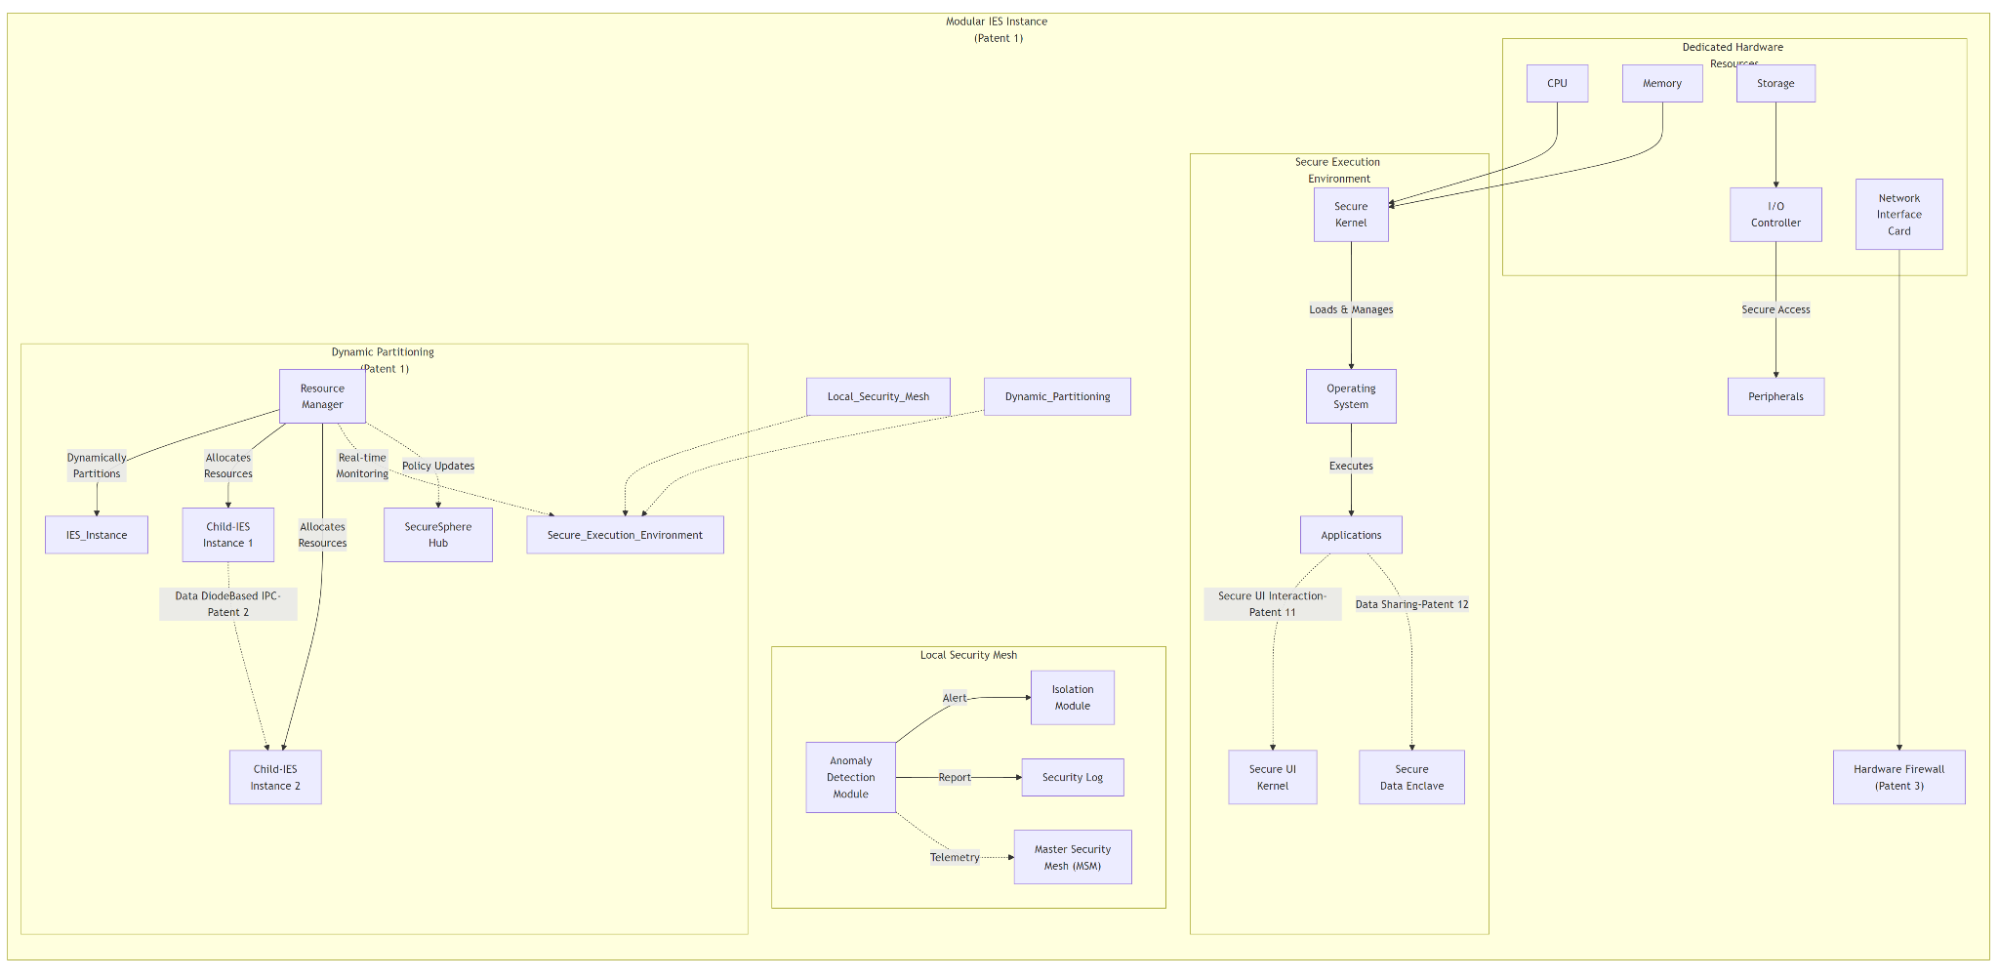 Modular IES Instance
(Patent 1)
Dedicated Hardware
Resources
CPU
Memory
Storage
I/O
Controller
Network
Interface
Card
Secure Access
Peripherals
Hardware Firewall
(Patent 3)
Secure Execution
Environment
Secure
Kernel
Loads & Manages
Operating
System
Executes
Applications
Secure UI Interaction-
Patent 11
Data Sharing-Patent 12
Secure UI
Kernel
Secure
Data Enclave
Dynamic Partitioning
(Patent 1)
Resource
Manager
Dynamically
Partitions
Allocates
Resources
Real-time
Monitoring
Policy Updates
Allocates
Resources
IES_Instance
Child-IES
Instance 1
SecureSphere
Hub
Secure_Execution_Environment
Data DiodeBased IPC-
Patent 2
Child-IES
Instance 2
Local_Security_Mesh
Dynamic_Partitioning
Local Security Mesh
Anomaly
Detection
Module
Alert
Report
Telemetry
Isolation
Module
Security Log
Master Security
Mesh (MSM)